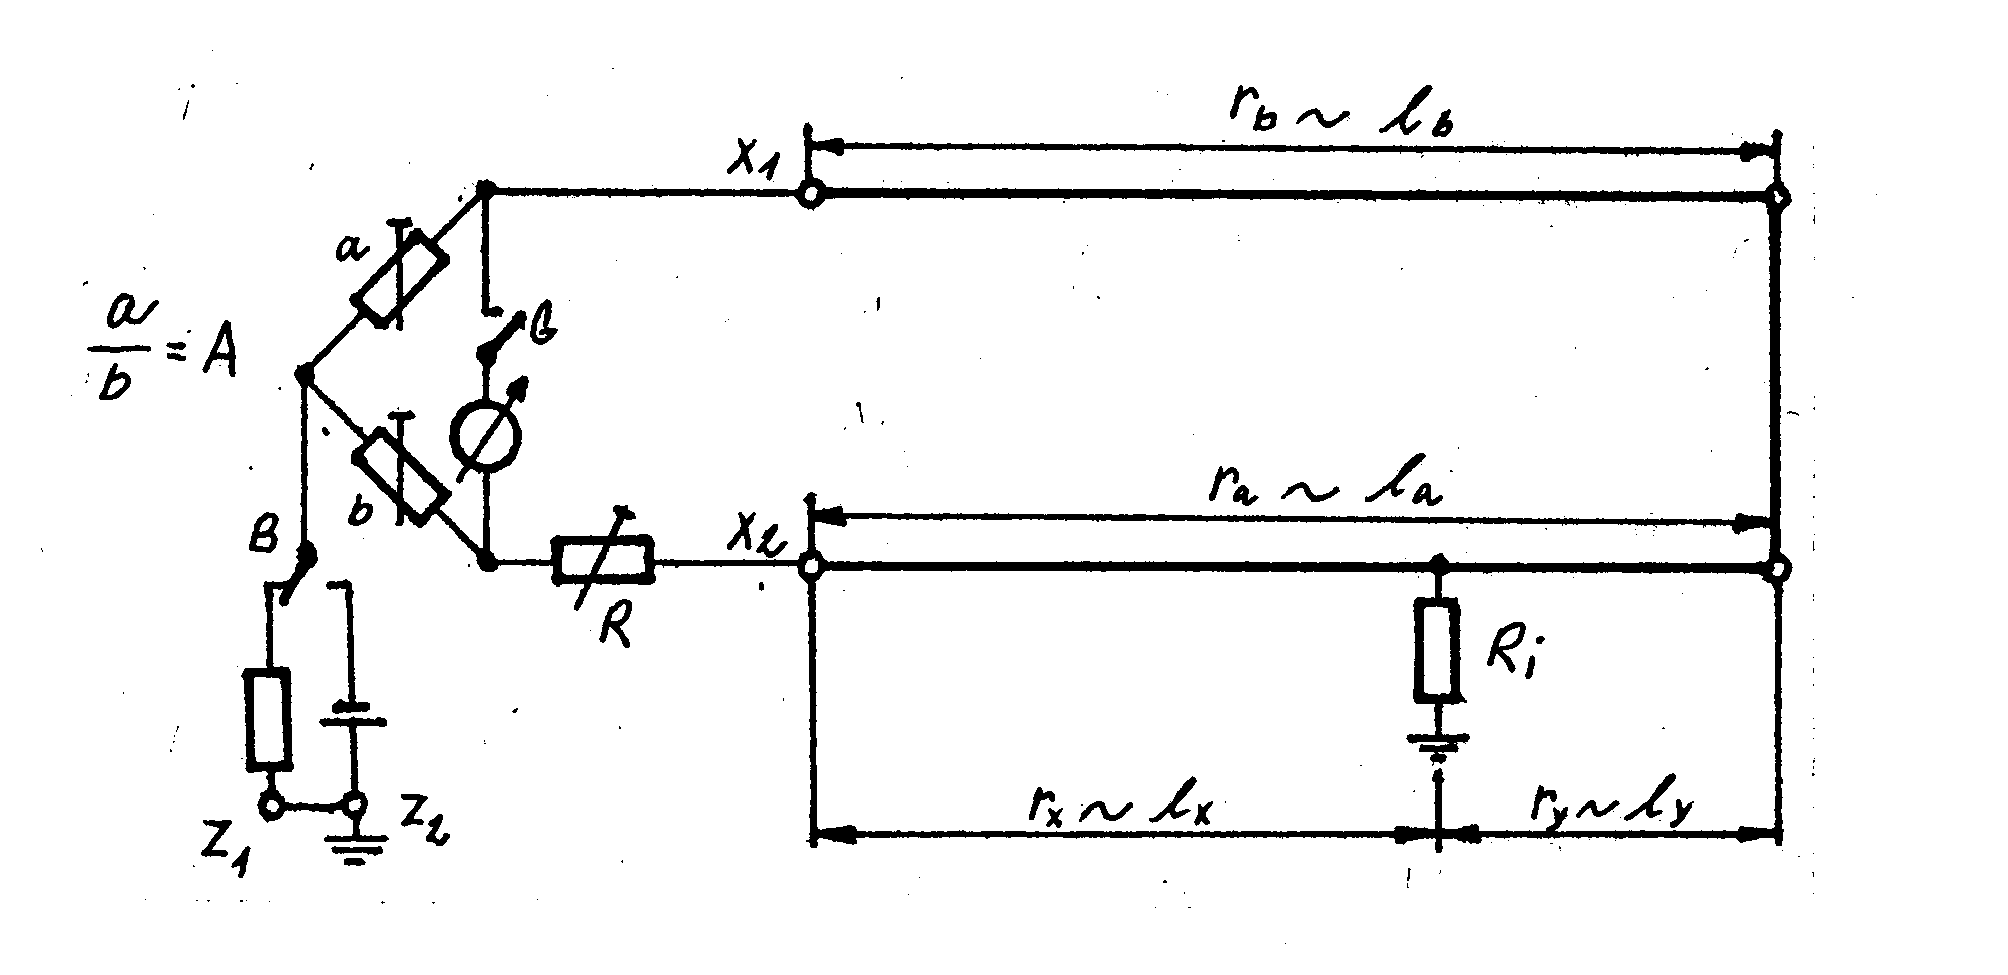 r_b ~ l_b
X_1
a
G
a/b = A
r_a ~ l_a
X_2
b
B
R
R_i
r_x ~ l_x
r_y ~ l_y
Z_1
Z_2